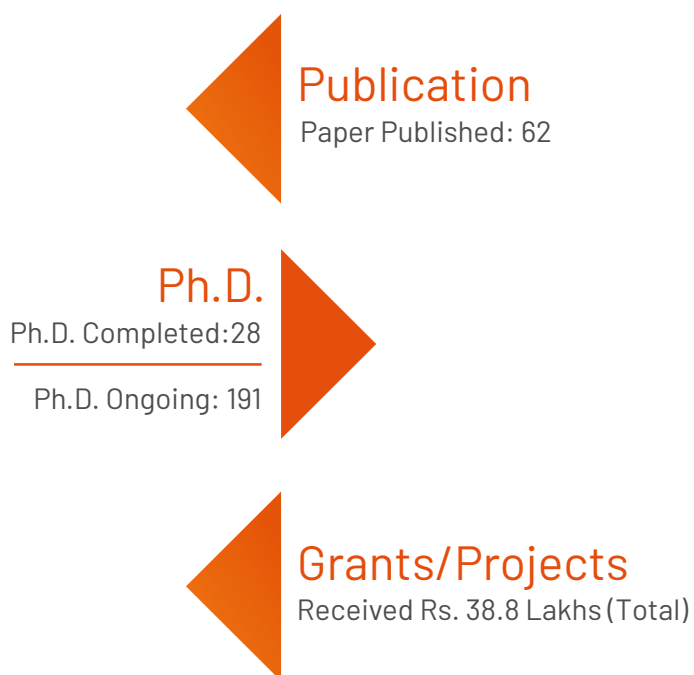 Publication
Paper Published: 62
Ph.D.
Ph.D. Completed:28
Ph.D. Ongoing: 191
Grants/Projects
Received Rs. 38.8 Lakhs (Total)